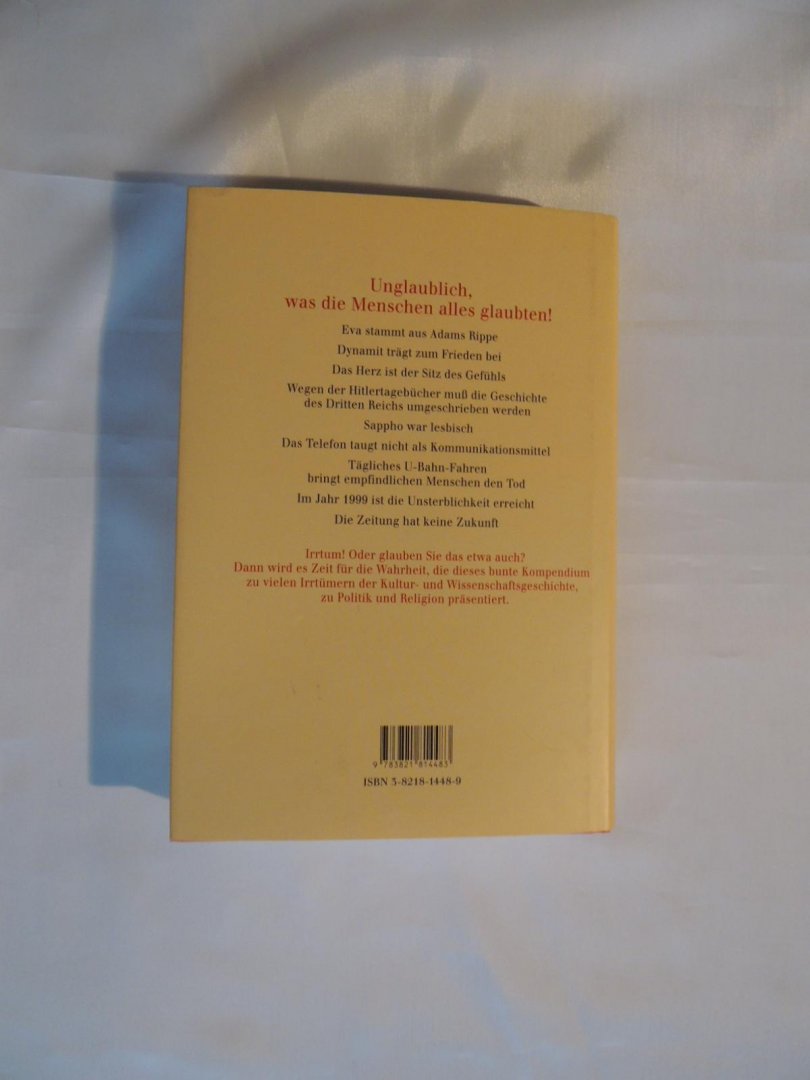 Unglaublich,
was die Menschen alles glaubten!
Eva stammt aus Adams Rippe
Dynamit trägt zum Frieden bei
Das Herz ist der Sitz des Gefühls
Wegen der Hitlertagebücher muß die Geschichte
des Dritten Reichs umgeschrieben werden
Sappho war lesbisch
Das Telefon taugt nicht als Kommunikationsmittel
Tägliches U-Bahn-Fahren
bringt empfindlichen Menschen den Tod
Im Jahr 1999 ist die Unsterblichkeit erreicht
Die Zeitung hat keine Zukunft
Irrtum! Oder glauben Sie das etwa auch?
Dann wird es Zeit für die Wahrheit, die dieses bunte Kompendium
zu vielen Irrtümern der Kultur- und Wissenschaftsgeschichte,
zu Politik und Religion präsentiert.
9 783821 814483
ISBN 3-8218-1448-9